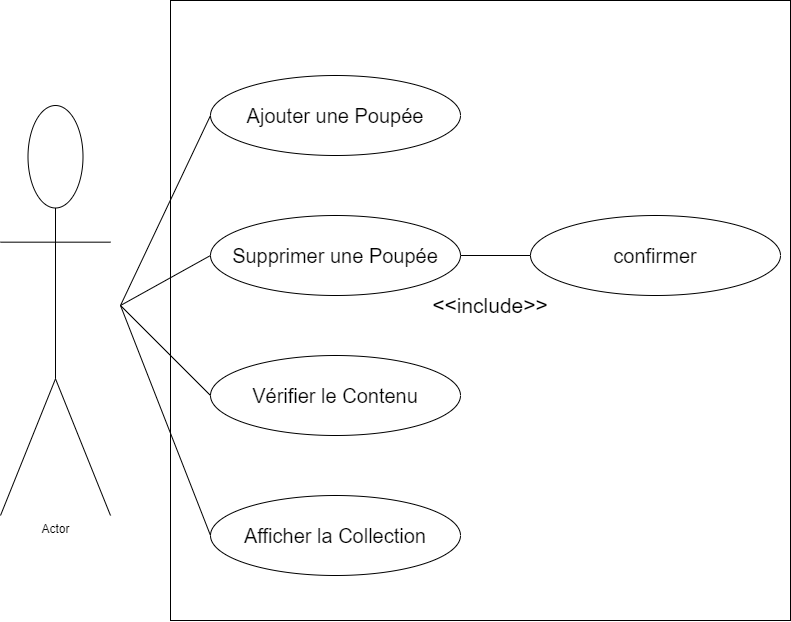 Ajouter une Poupée
Supprimer une Poupée
confirmer
<<include>>
Vérifier le Contenu
Afficher la Collection
Actor